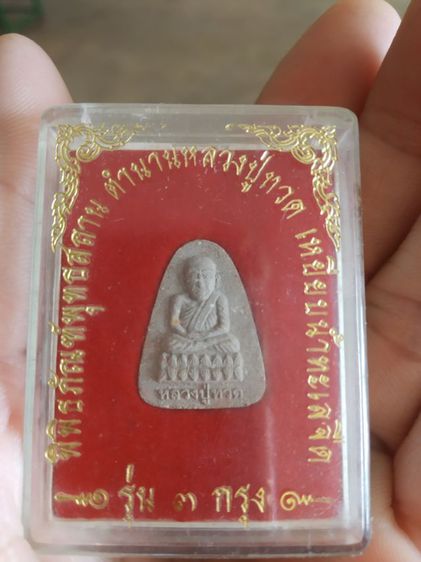 พิพิธภัณฑ์พุทธสถาน ตำนานหลวงปู่ทวด เหยียบน้ำทะเลจืด
หลวงปู่ทวด
รุ่น ๓ กรุง